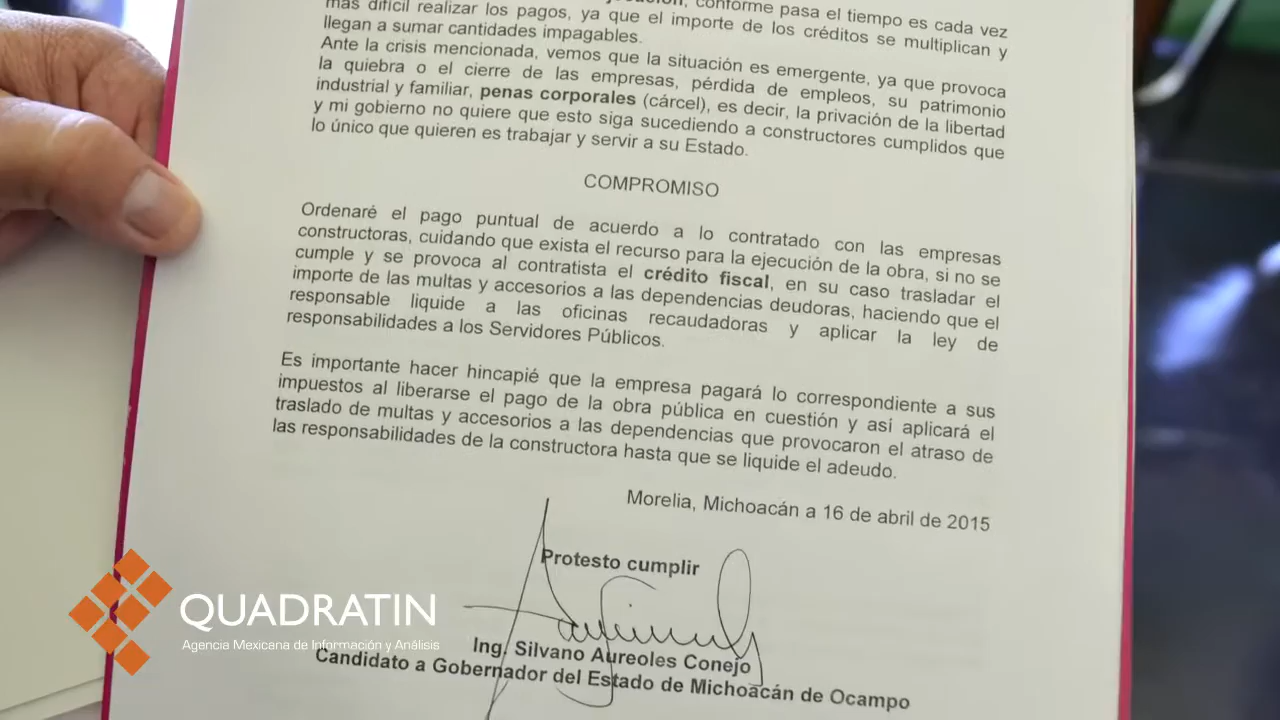 ejecución, conforme pasa el tiempo es cada vez
más difícil realizar los pagos, ya que el importe de los créditos se multiplican y
llegan a sumar cantidades impagables.
Ante la crisis mencionada, vemos que la situación es emergente, ya que provoca
la quiebra o el cierre de las empresas, pérdida de empleos, su patrimonio
industrial y familiar, penas corporales (cárcel), es decir, la privación de la libertad
y mi gobierno no quiere que esto siga sucediendo a constructores cumplidos que
lo único que quieren es trabajar y servir a su Estado.
COMPROMISO
Ordenaré el pago puntual de acuerdo a lo contratado con las empresas
constructoras, cuidando que exista el recurso para la ejecución de la obra, si no se
cumple y se provoca al contratista el crédito fiscal, en su caso trasladar el
importe de las multas y accesorios a las dependencias deudoras, haciendo que el
responsable liquide a las oficinas recaudadoras y aplicar la ley de
responsabilidades a los Servidores Públicos.
Es importante hacer hincapié que la empresa pagará lo correspondiente a sus
impuestos al liberarse el pago de la obra pública en cuestión y así aplicará el
traslado de multas y accesorios a las dependencias que provocaron el atraso de
las responsabilidades de la constructora hasta que se liquide el adeudo.
Morelia, Michoacán a 16 de abril de 2015
Protesto cumplir
Ing. Silvano Aureoles Conejo
Candidato a Gobernador del Estado de Michoacán de Ocampo
QUADRATIN
Agencia Mexicana de Información y Análisis